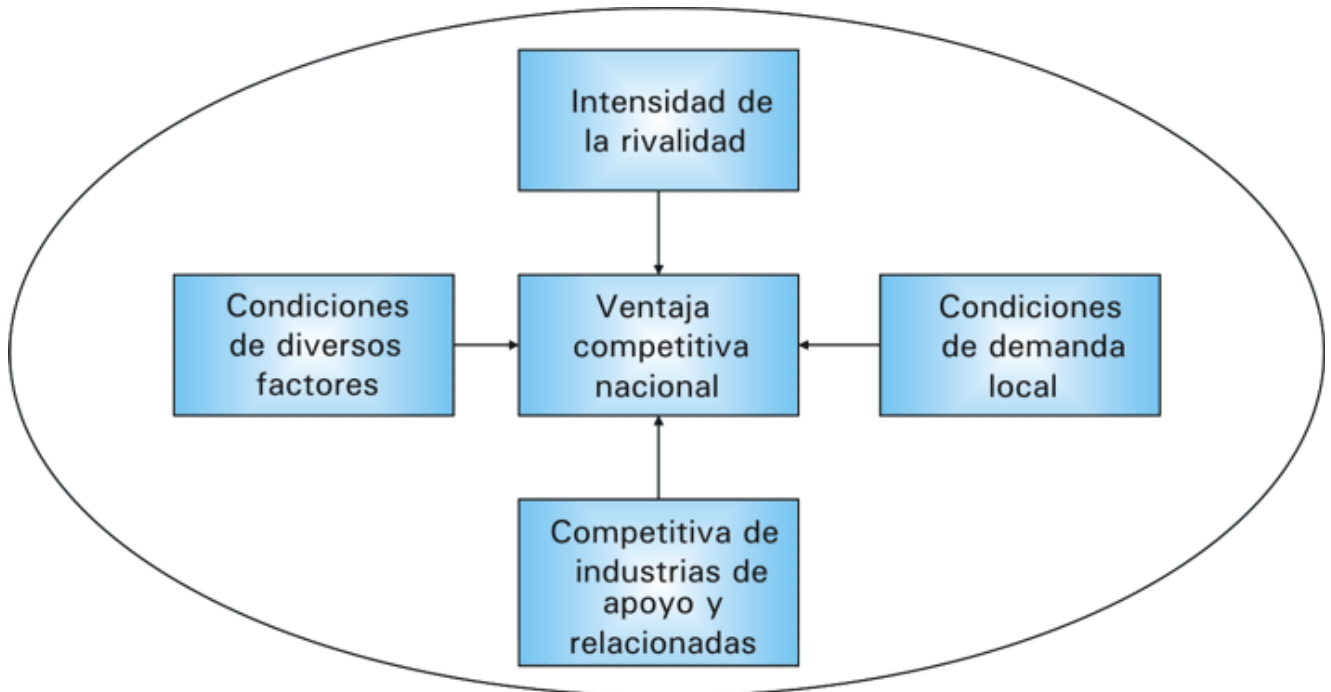 Intensidad de
la rivalidad
Condiciones
de diversos
factores
Ventaja
competitiva
nacional
Condiciones
de demanda
local
Competitiva de
industrias de
apoyo y
relacionadas